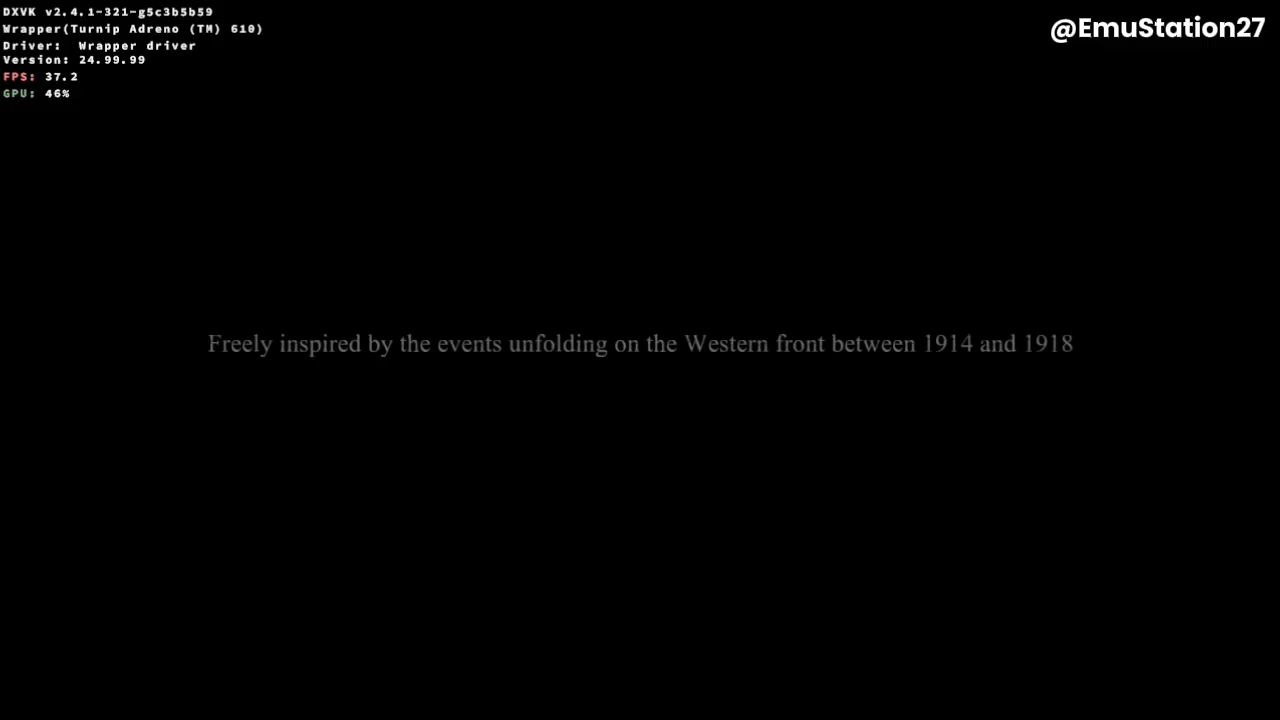 DXVK v2.4.1-321-g5c3b5b59
Wrapper(Turnip Adreno (TM) 610)
Driver:  Wrapper driver
Version: 24.99.99
FPS: 37.2
GPU: 46%
@EmuStation27
Freely inspired by the events unfolding on the Western front between 1914 and 1918